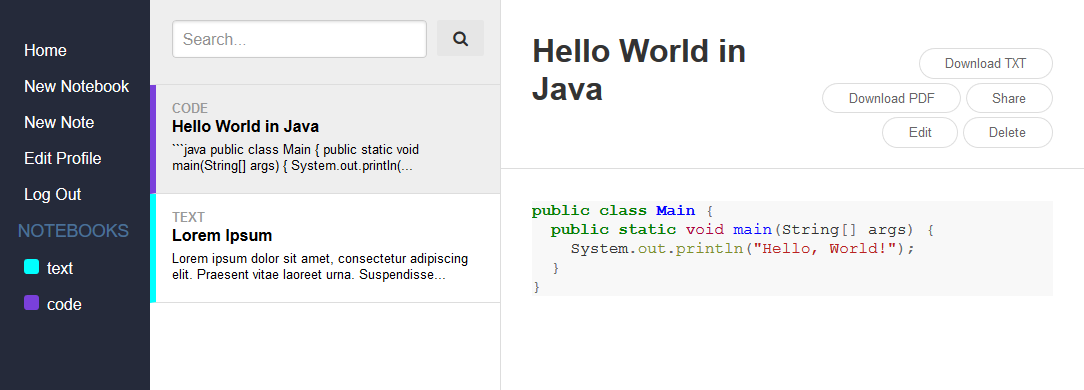 Home
New Notebook
New Note
Edit Profile
Log Out
NOTEBOOKS
text
code
Search...
CODE
Hello World in Java
```java public class Main { public static void
main(String[] args) { System.out.println(...
TEXT
Lorem Ipsum
Lorem ipsum dolor sit amet, consectetur adipiscing
elit. Praesent vitae laoreet urna. Suspendisse...
Hello World in
Java
Download TXT
Download PDF
Share
Edit
Delete
public class Main {
  public static void main(String[] args) {
    System.out.println("Hello, World!");
  }
}